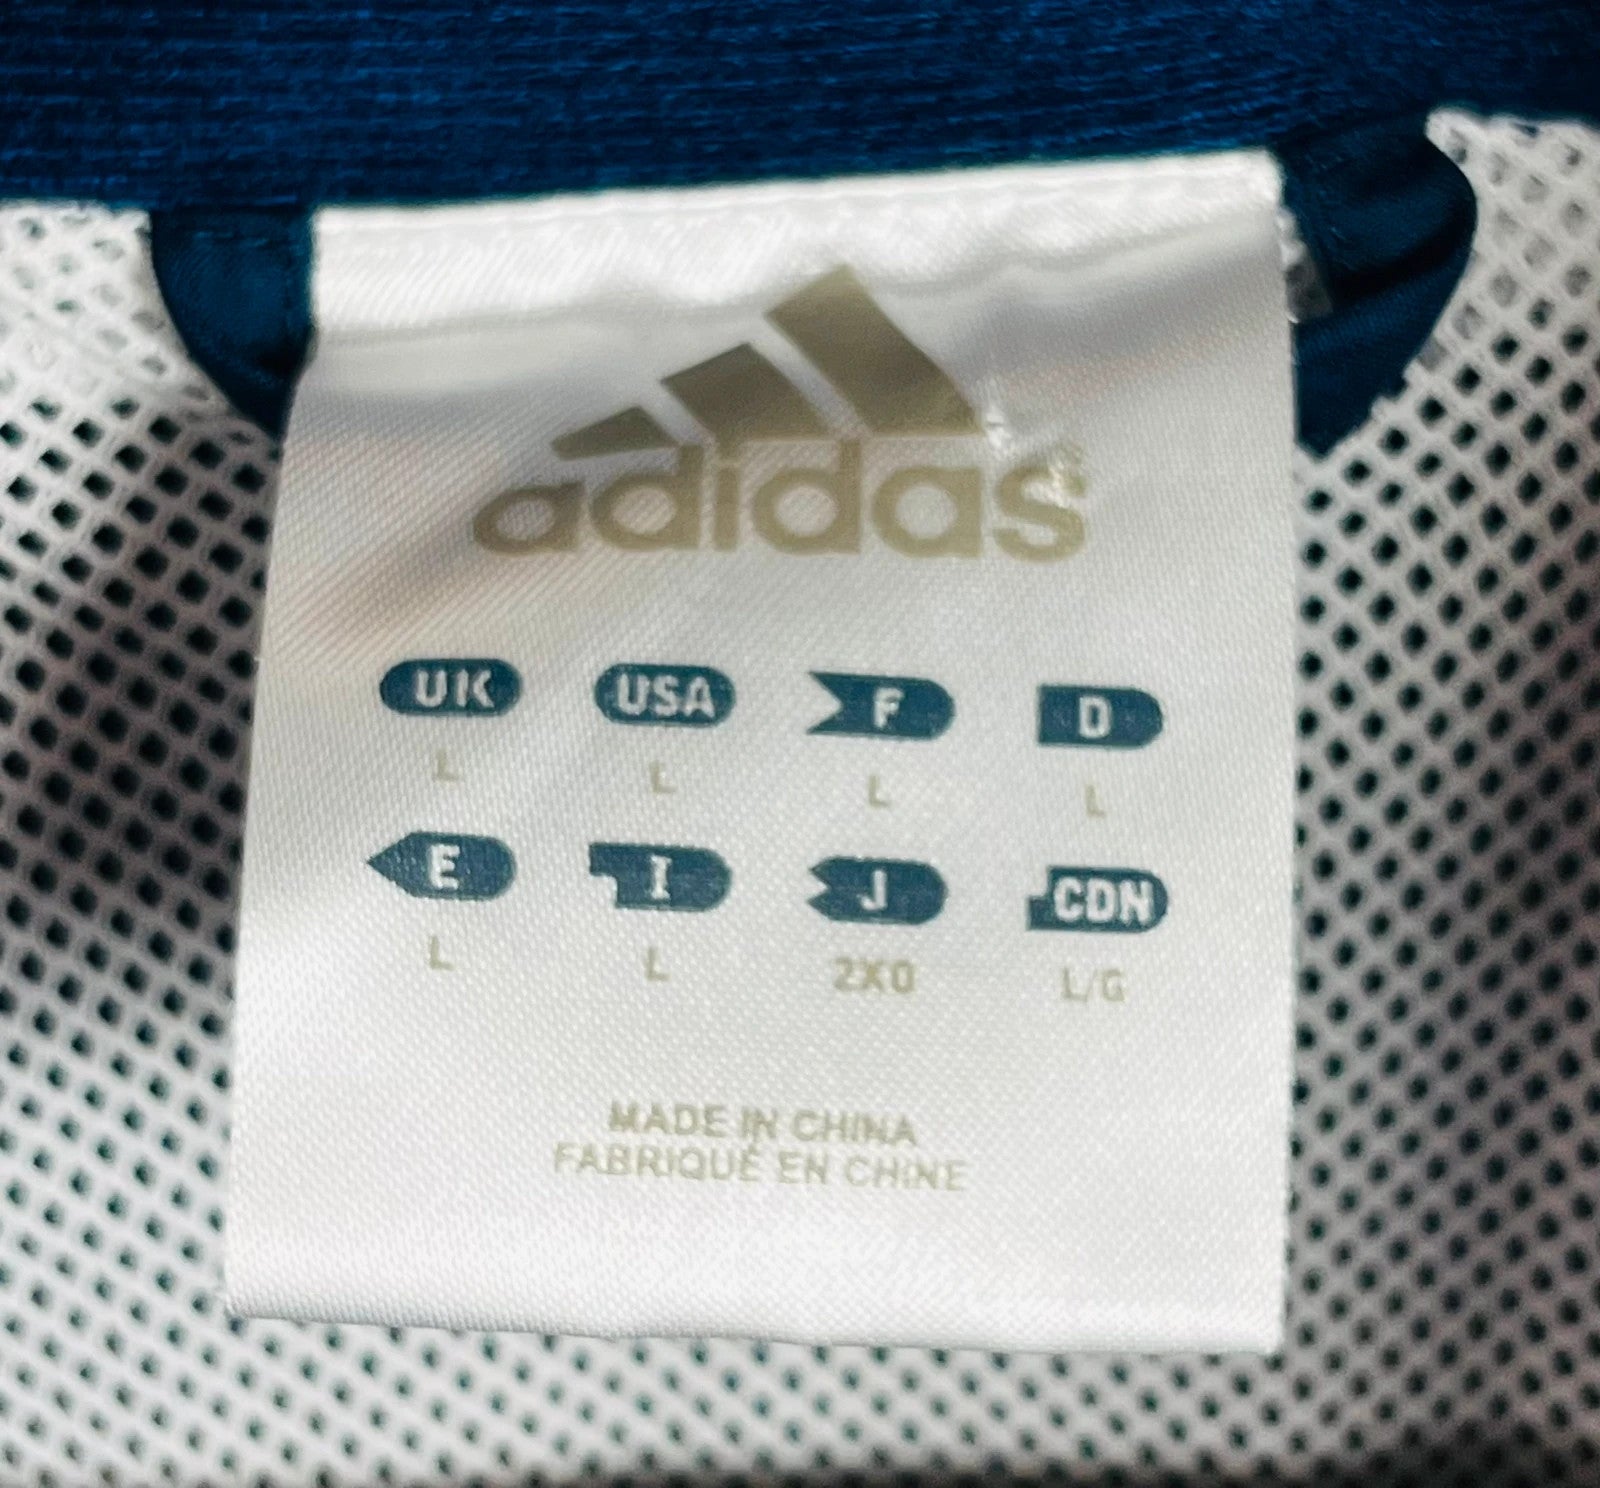 adidas
UK USA F D
L L L L
E I J CDN
L L 2XO L/G
MADE IN CHINA
FABRIQUÉ EN CHINE